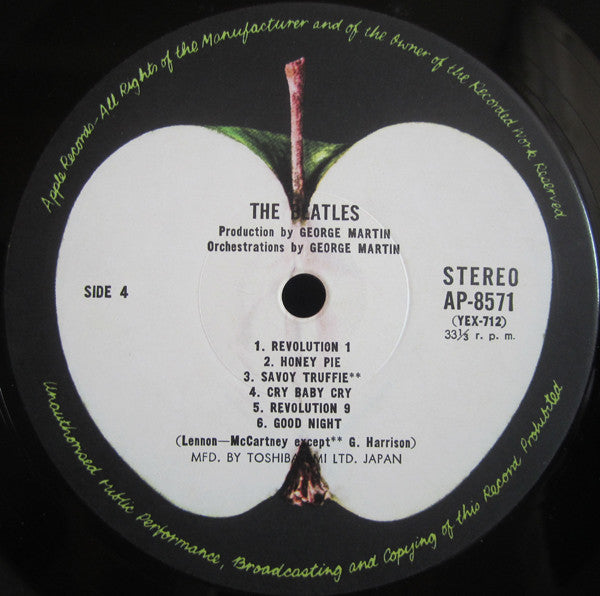 Apple Records-All Rights of the Manufacturer and of the Owner of the Recorded Work Reserved
THE BEATLES
Production by GEORGE MARTIN
Orchestrations by GEORGE MARTIN
SIDE 4
STEREO
AP-8571
(YEX-712)
33⅓ r. p. m.
1. REVOLUTION 1
2. HONEY PIE
3. SAVOY TRUFFIE**
4. CRY BABY CRY
5. REVOLUTION 9
6. GOOD NIGHT
(Lennon—McCartney except** G. Harrison)
MFD. BY TOSHIBA EMI LTD. JAPAN
Unauthorised Public Performance, Broadcasting and Copying of this Record Prohibited